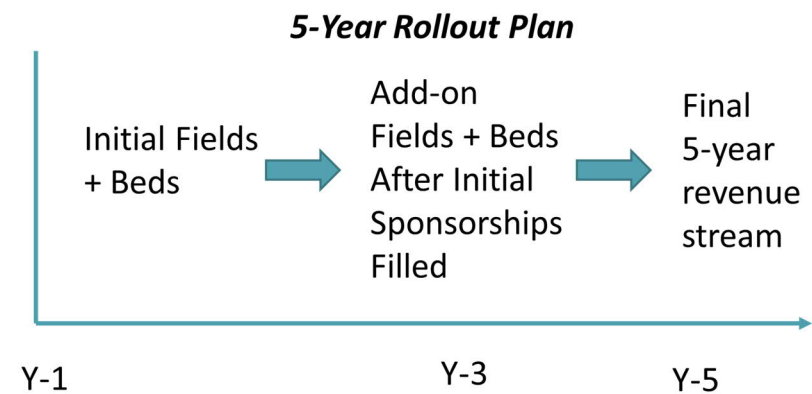 5-Year Rollout Plan
Initial Fields
+ Beds
Add-on
Fields + Beds
After Initial
Sponsorships
Filled
Final
5-year
revenue
stream
Y-1
Y-3
Y-5